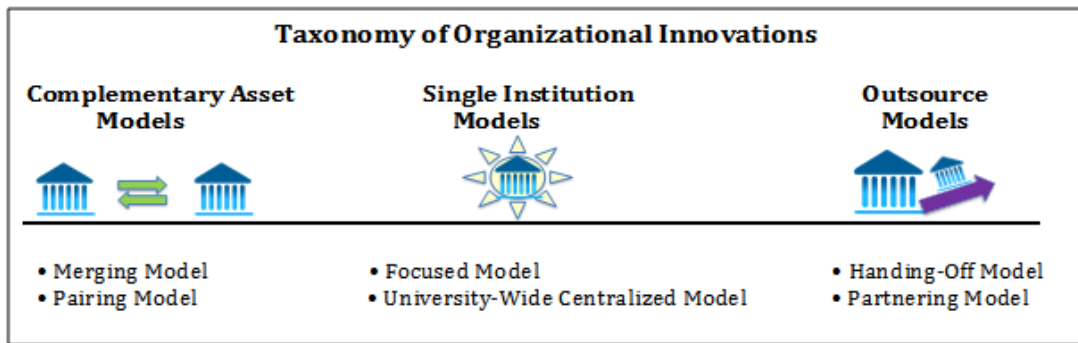 Taxonomy of Organizational Innovations
Complementary Asset
Models
Single Institution
Models
Outsource
Models
• Merging Model
• Pairing Model
• Focused Model
• University-Wide Centralized Model
• Handing-Off Model
• Partnering Model